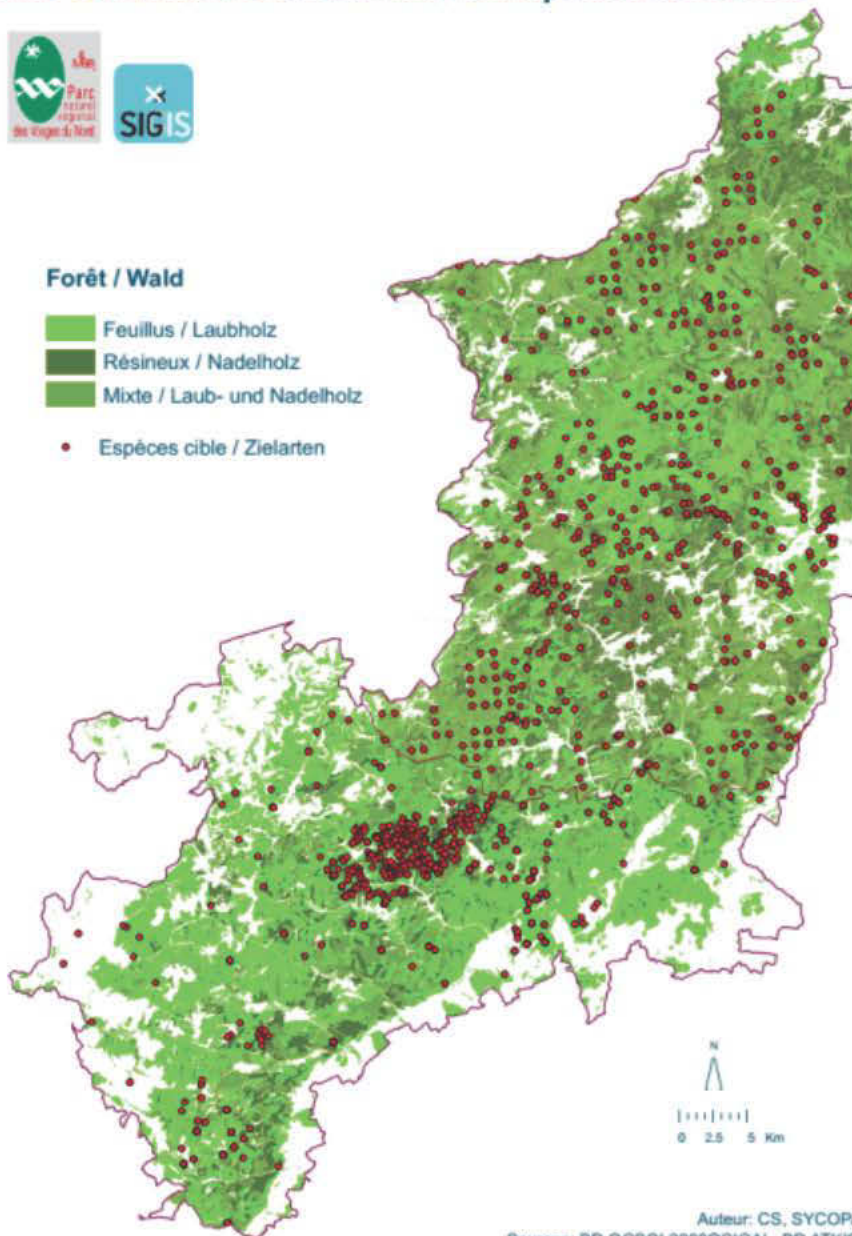 Parc
naturel
régional
des Vosges du Nord
SIGIS
Forêt / Wald
Feuillus / Laubholz
Résineux / Nadelholz
Mixte / Laub- und Nadelholz
Espèces cible / Zielarten
N
0 2.5 5 Km
Auteur: CS, SYCOP